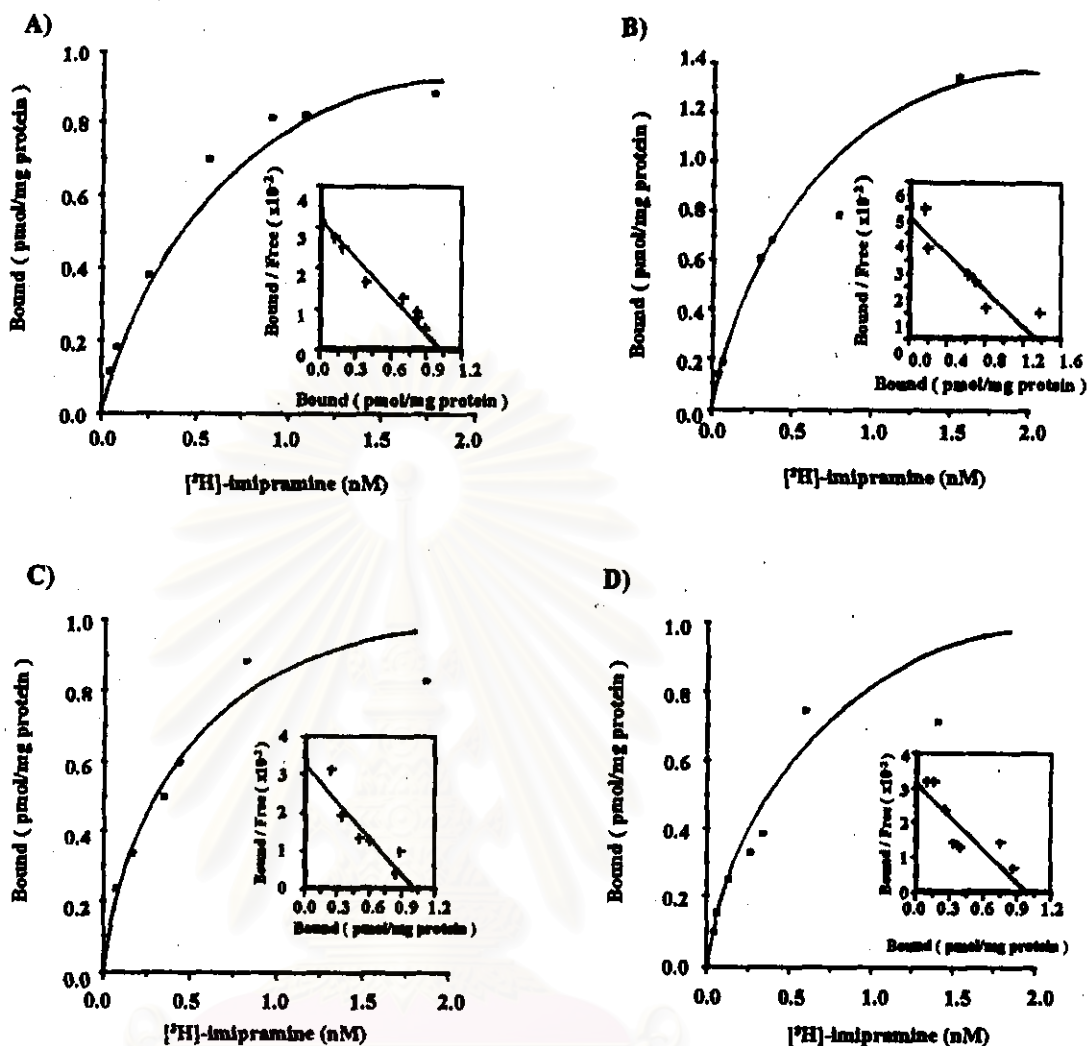 A)
Bound ( pmol/mg protein )
1.0
0.8
0.6
0.4
0.2
0.0
0.0 0.5 1.0 1.5 2.0
[³H]-imipramine (nM)
Bound / Free ( x10⁻² )
4
3
2
1
0
0.0 0.3 0.6 0.9 1.2
Bound ( pmol/mg protein )
B)
Bound ( pmol/mg protein )
1.4
1.2
1.0
0.8
0.6
0.4
0.2
0.0
0.0 0.5 1.0 1.5 2.0
[³H]-imipramine (nM)
Bound / Free ( x10⁻² )
6
5
4
3
2
1
0
0.0 0.4 0.8 1.2 1.6
Bound ( pmol/mg protein )
C)
Bound ( pmol/mg protein )
1.0
0.8
0.6
0.4
0.2
0.0
0.0 0.5 1.0 1.5 2.0
[³H]-imipramine (nM)
Bound / Free ( x10⁻² )
4
3
2
1
0
0.0 0.3 0.6 0.9 1.2
Bound ( pmol/mg protein )
D)
Bound ( pmol/mg protein )
1.0
0.8
0.6
0.4
0.2
0.0
0.0 0.5 1.0 1.5 2.0
[³H]-imipramine (nM)
Bound / Free ( x10⁻² )
4
3
2
1
0
0.0 0.3 0.6 0.9 1.2
Bound ( pmol/mg protein )